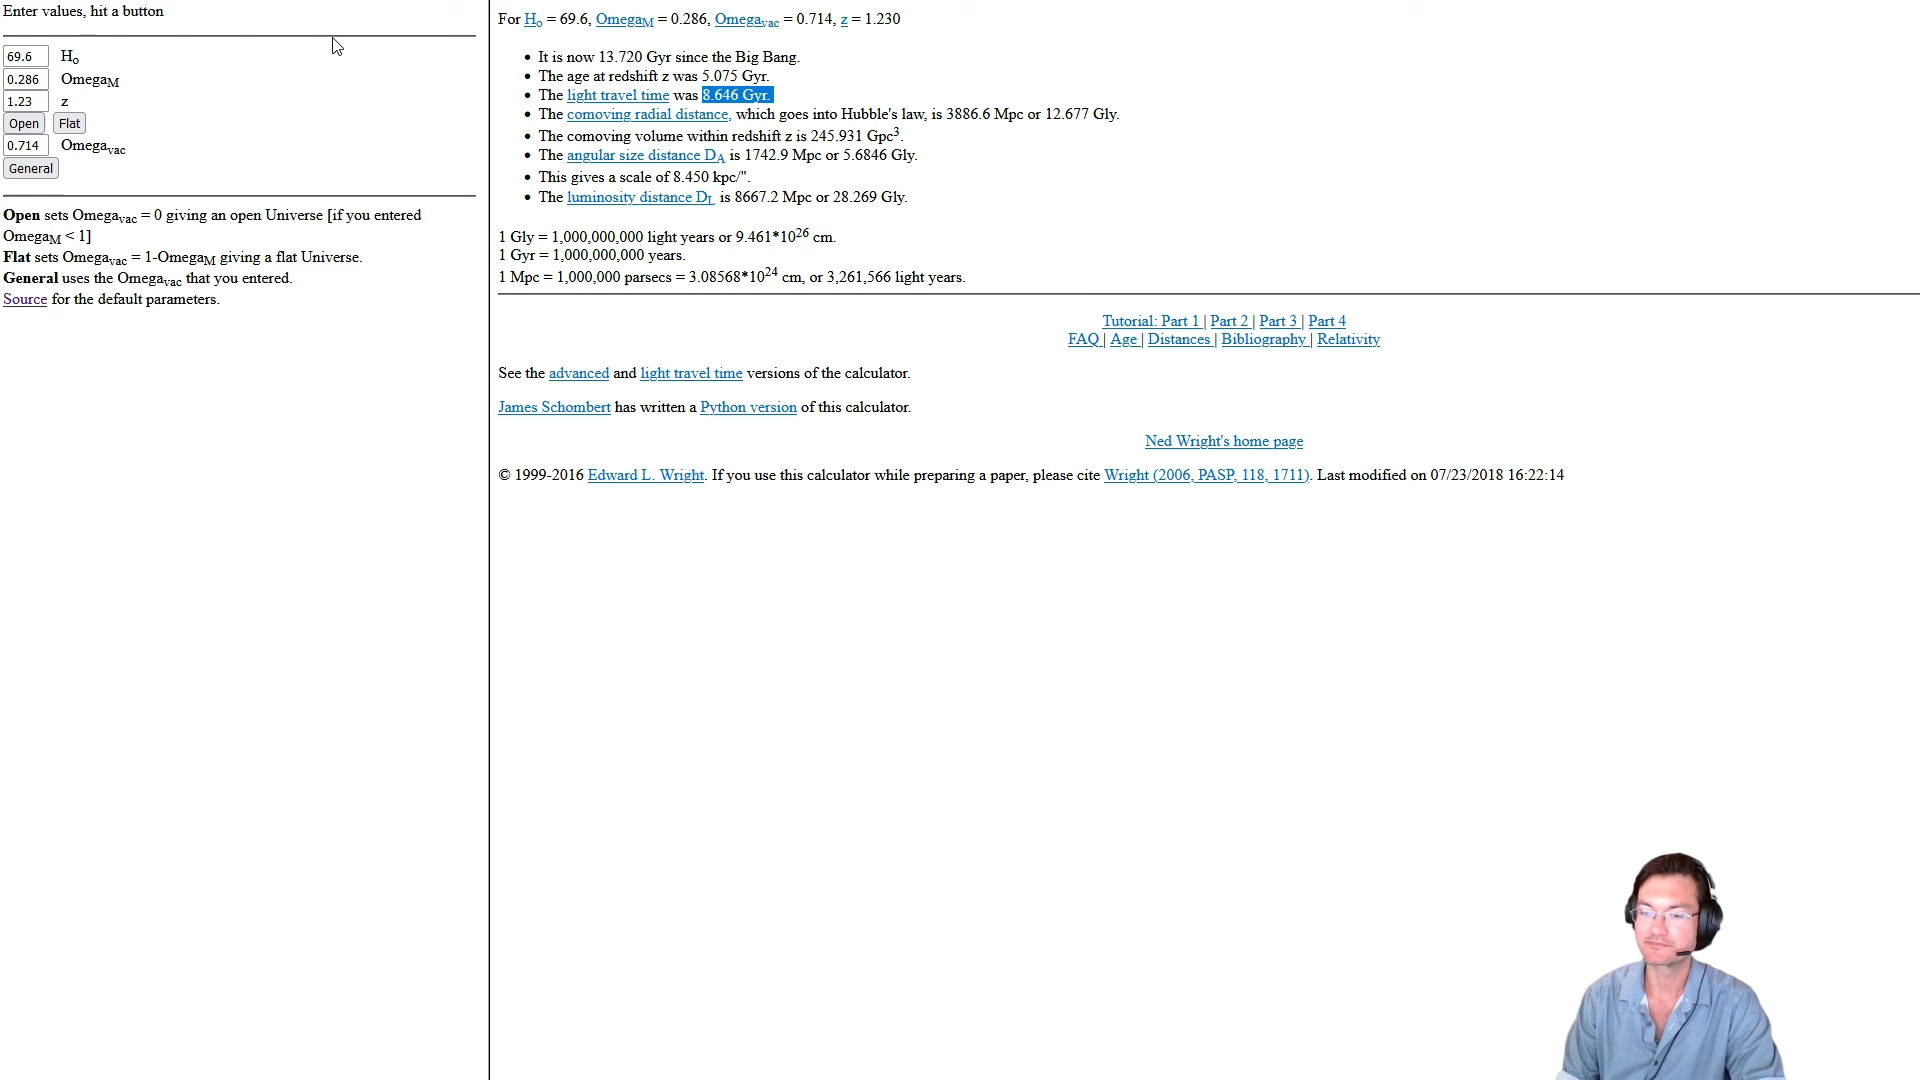 Enter values, hit a button
69.6 Ho
0.286 OmegaM
1.23 z
Open Flat
0.714 Omegavac
General
Open sets Omegavac = 0 giving an open Universe [if you entered
OmegaM < 1]
Flat sets Omegavac = 1-OmegaM giving a flat Universe.
General uses the Omegavac that you entered.
Source for the default parameters.
For Ho = 69.6, OmegaM = 0.286, Omegavac = 0.714, z = 1.230
• It is now 13.720 Gyr since the Big Bang.
• The age at redshift z was 5.075 Gyr.
• The light travel time was 8.646 Gyr.
• The comoving radial distance, which goes into Hubble's law, is 3886.6 Mpc or 12.677 Gly.
• The comoving volume within redshift z is 245.931 Gpc3.
• The angular size distance DA is 1742.9 Mpc or 5.6846 Gly.
• This gives a scale of 8.450 kpc/".
• The luminosity distance DL is 8667.2 Mpc or 28.269 Gly.
1 Gly = 1,000,000,000 light years or 9.461*1026 cm.
1 Gyr = 1,000,000,000 years.
1 Mpc = 1,000,000 parsecs = 3.08568*1024 cm, or 3,261,566 light years.
Tutorial: Part 1 | Part 2 | Part 3 | Part 4
FAQ | Age | Distances | Bibliography | Relativity
See the advanced and light travel time versions of the calculator.
James Schombert has written a Python version of this calculator.
Ned Wright's home page
© 1999-2016 Edward L. Wright. If you use this calculator while preparing a paper, please cite Wright (2006, PASP, 118, 1711). Last modified on 07/23/2018 16:22:14